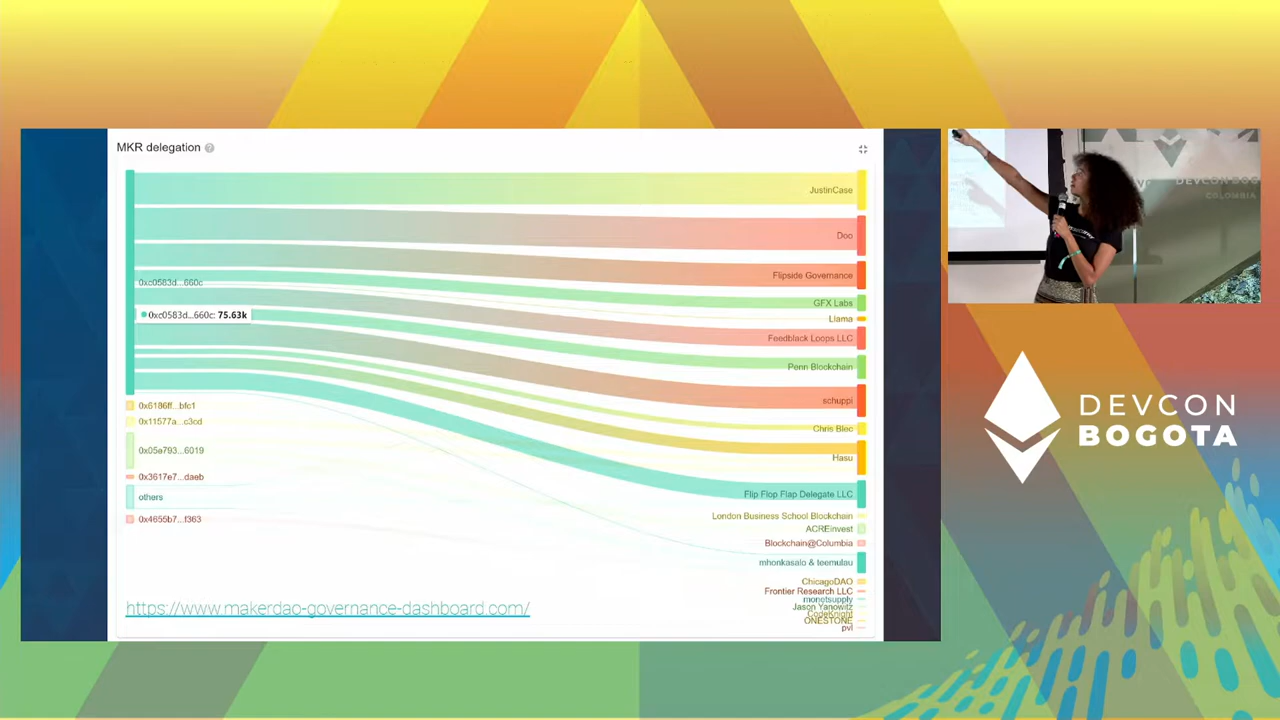 MKR delegation
JustinCase
Doo
Flipside Governance
0xc0583d...660c
GFX Labs
0xc0583d...660c: 75.63k
Llama
Feedblack Loops LLC
Penn Blockchain
schuppi
0x6186ff...bfc1
0x11577a...c3cd
Chris Blec
0x05e793...6019
Hasu
0x3617e7...daeb
Flip Flop Flap Delegate LLC
others
London Business School Blockchain
0x4655b7...f363
ACREinvest
Blockchain@Columbia
mhonkasalo & teemulau
ChicagoDAO
Frontier Research LLC
monetsupply
Jason Yanowitz
CodeKnight
ONESTONE
pvl
https://www.makerdao-governance-dashboard.com/
DEVCON BOG
COLOMBIA
DEVCON
BOGOTA